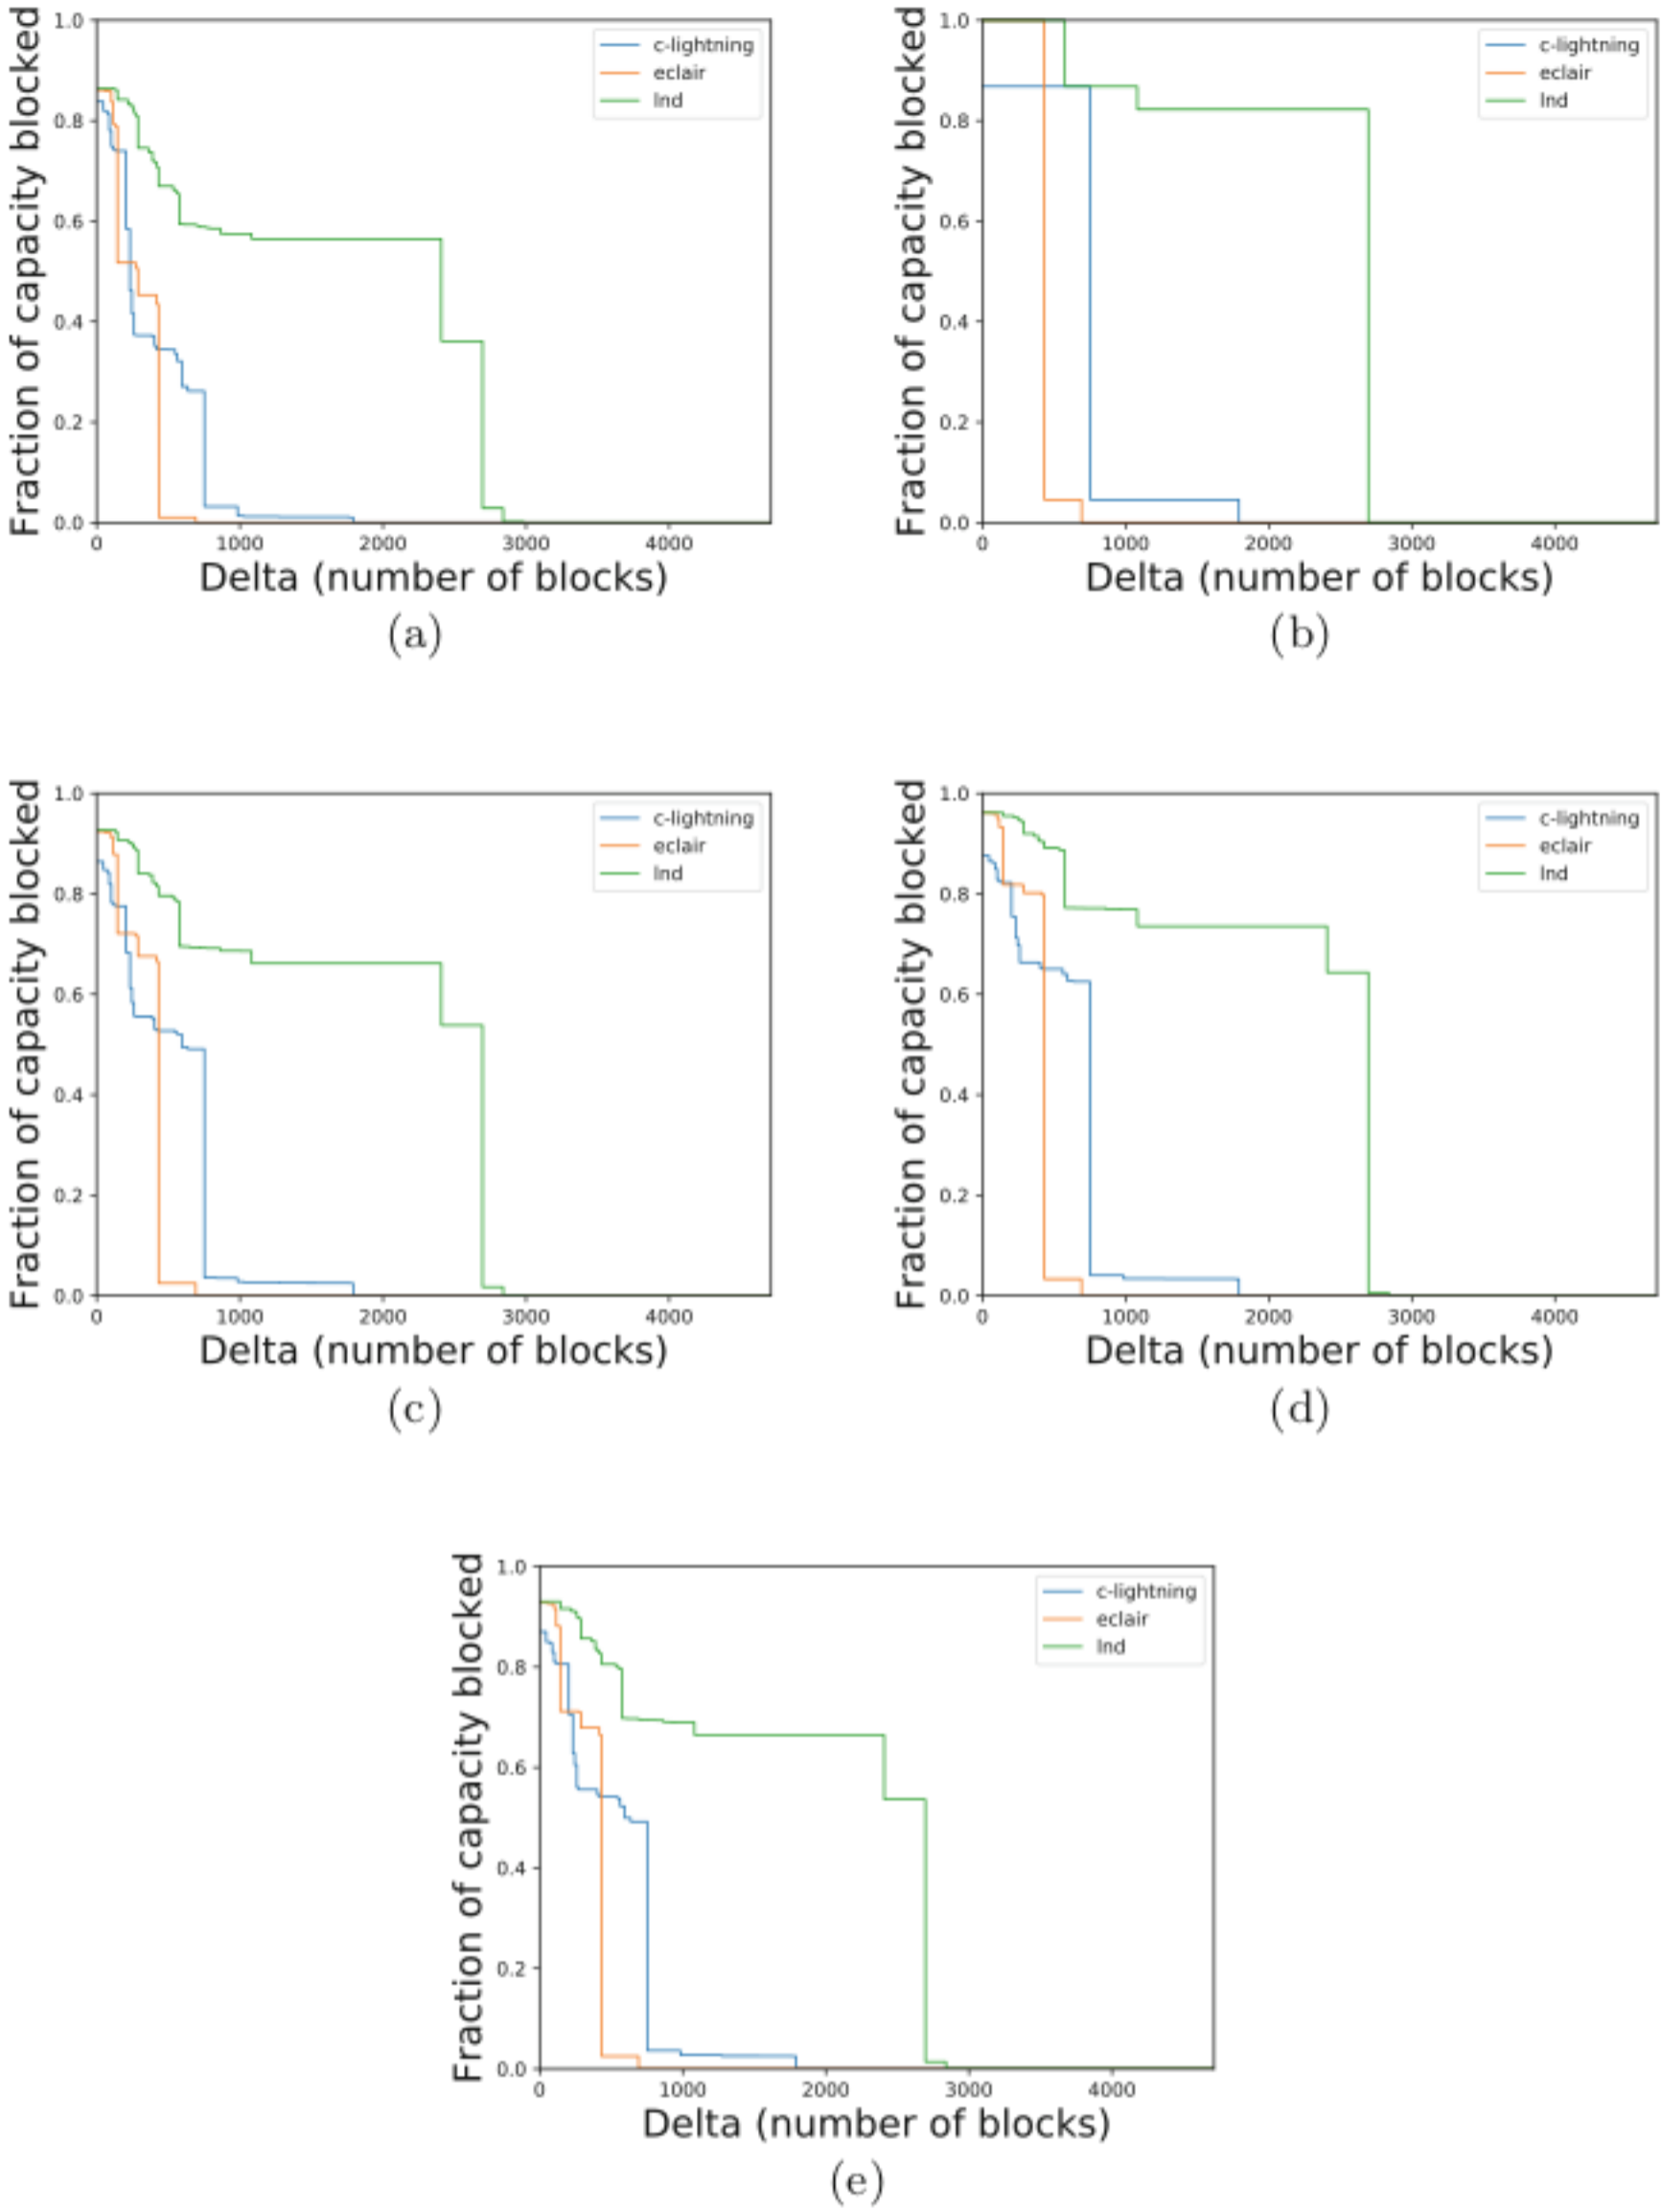 Fraction of capacity blocked
1.0
0.8
0.6
0.4
0.2
0.0
c-lightning
eclair
lnd
0 1000 2000 3000 4000
Delta (number of blocks)
(a)
Fraction of capacity blocked
1.0
0.8
0.6
0.4
0.2
0.0
c-lightning
eclair
lnd
0 1000 2000 3000 4000
Delta (number of blocks)
(b)
Fraction of capacity blocked
1.0
0.8
0.6
0.4
0.2
0.0
c-lightning
eclair
lnd
0 1000 2000 3000 4000
Delta (number of blocks)
(c)
Fraction of capacity blocked
1.0
0.8
0.6
0.4
0.2
0.0
c-lightning
eclair
lnd
0 1000 2000 3000 4000
Delta (number of blocks)
(d)
Fraction of capacity blocked
1.0
0.8
0.6
0.4
0.2
0.0
c-lightning
eclair
lnd
0 1000 2000 3000 4000
Delta (number of blocks)
(e)